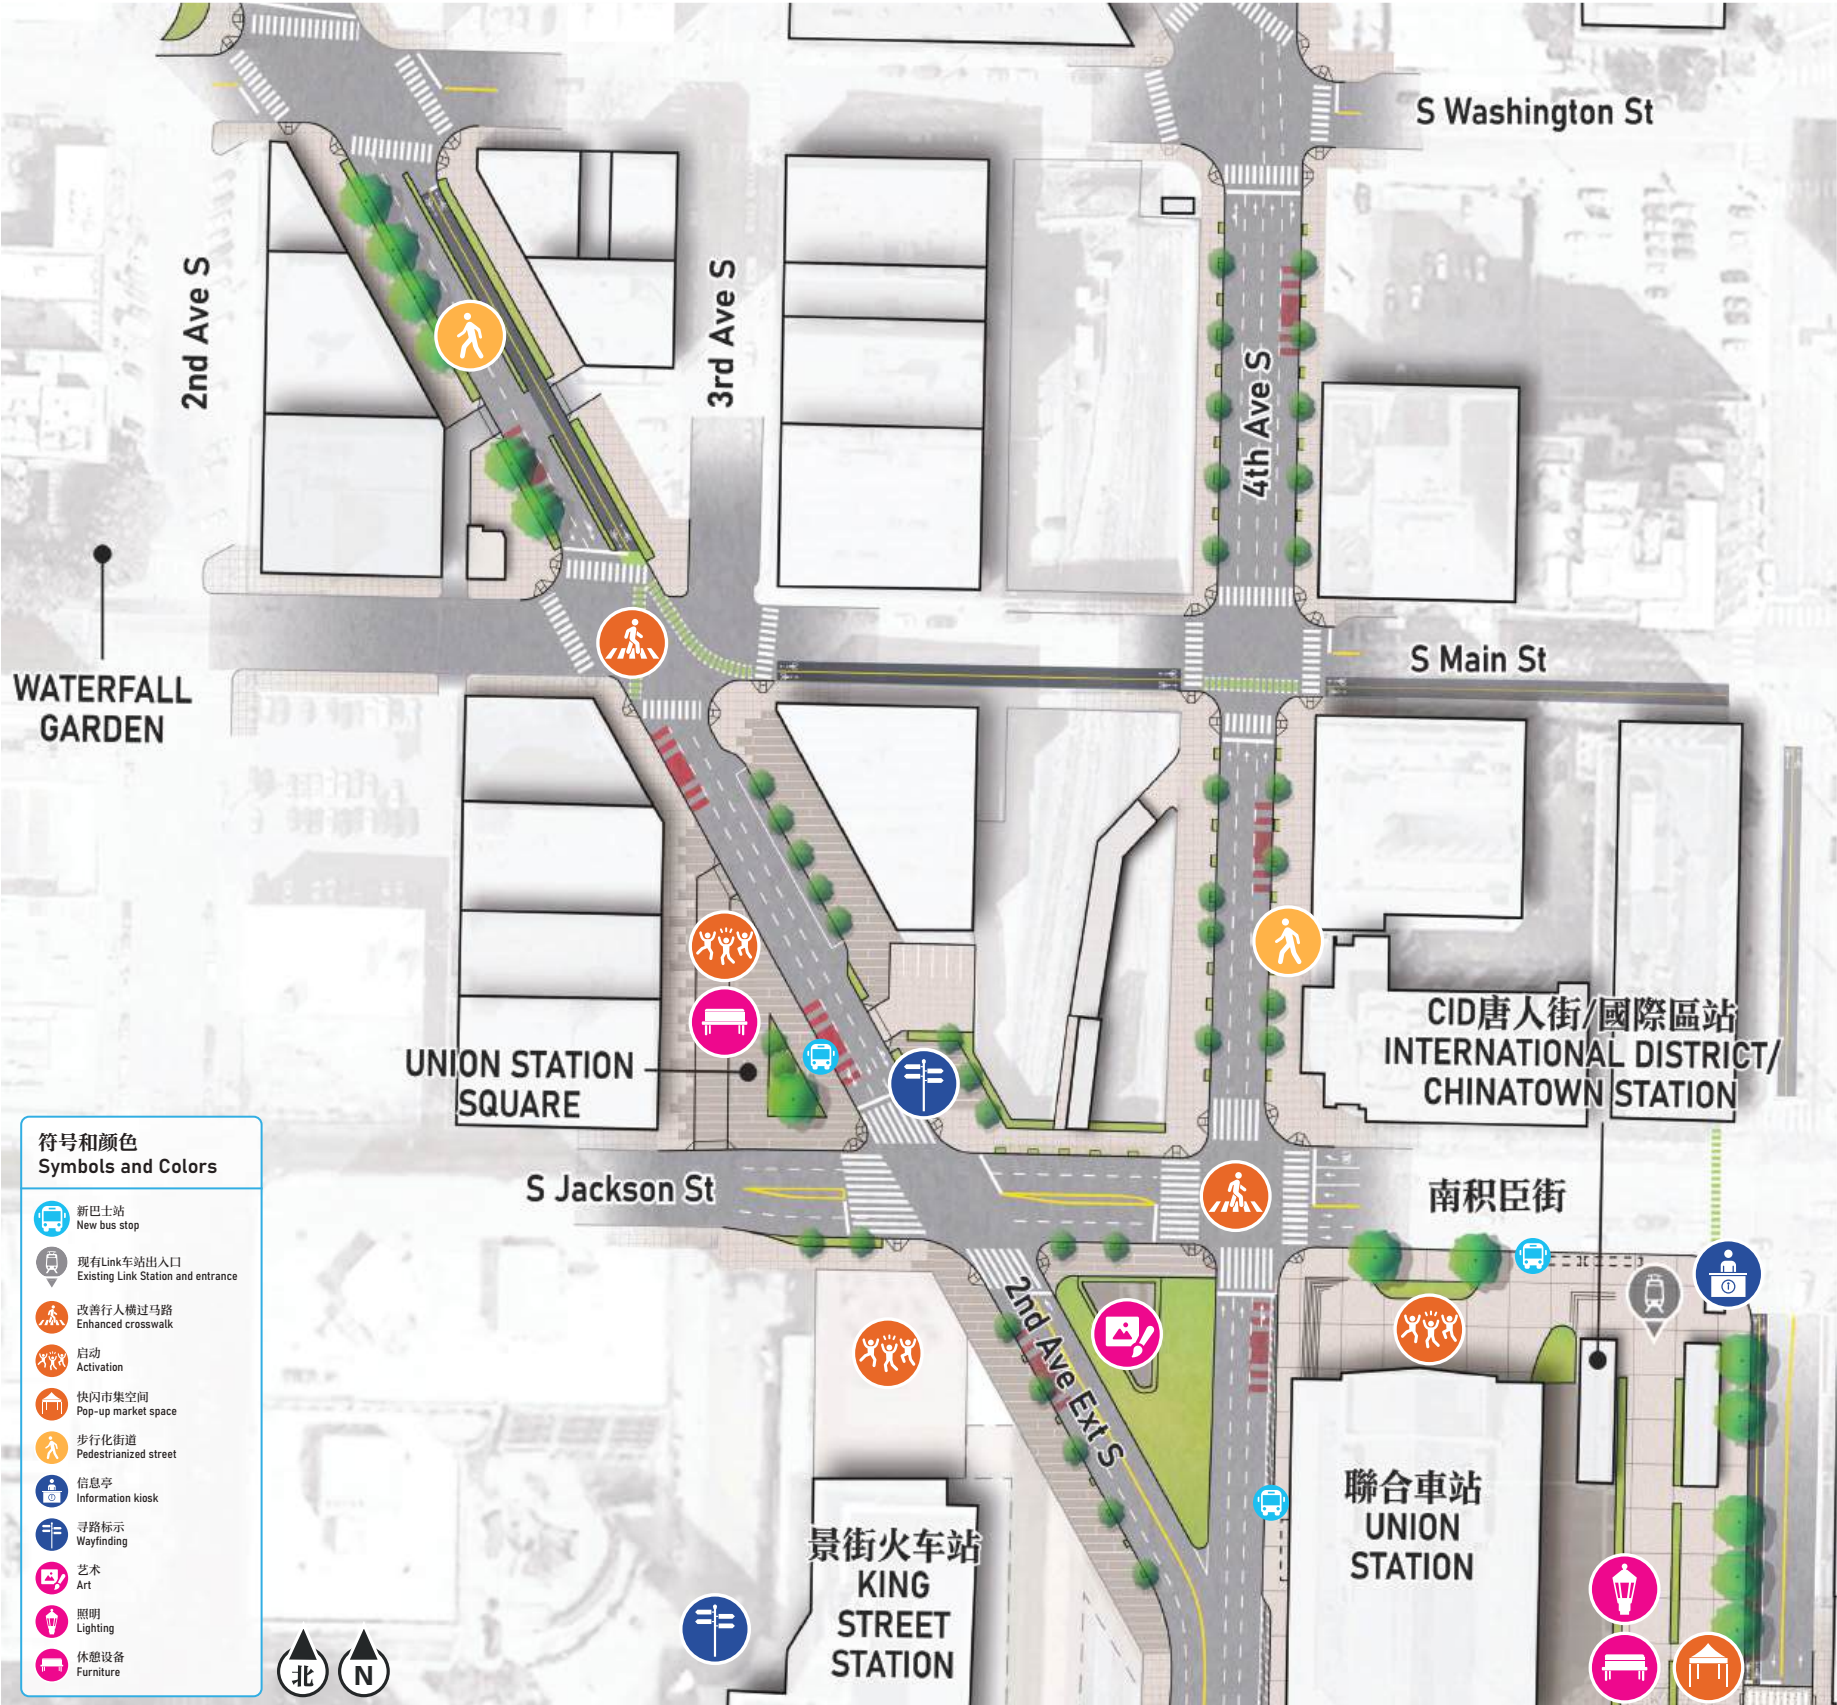 S Washington St
2nd Ave S
3rd Ave S
4th Ave S
S Main St
WATERFALL
GARDEN
CID唐人街/國際區站
INTERNATIONAL DISTRICT/
CHINATOWN STATION
UNION STATION
SQUARE
S Jackson St
南积臣街
2nd Ave Ext S
聯合車站
UNION
STATION
景街火车站
KING
STREET
STATION
符号和颜色
Symbols and Colors
新巴士站
New bus stop
现有Link车站出入口
Existing Link Station and entrance
改善行人横过马路
Enhanced crosswalk
启动
Activation
快闪市集空间
Pop-up market space
步行化街道
Pedestrianized street
信息亭
Information kiosk
寻路标示
Wayfinding
艺术
Art
照明
Lighting
休憩设备
Furniture
北
N